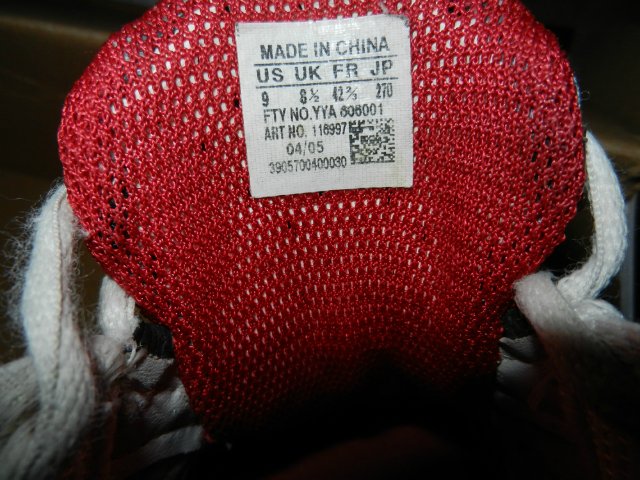 MADE IN CHINA
US UK FR JP
9 8½ 42⅔ 270
FTY NO.YYA 606001
ART NO. 116997
04/05
3905700400030